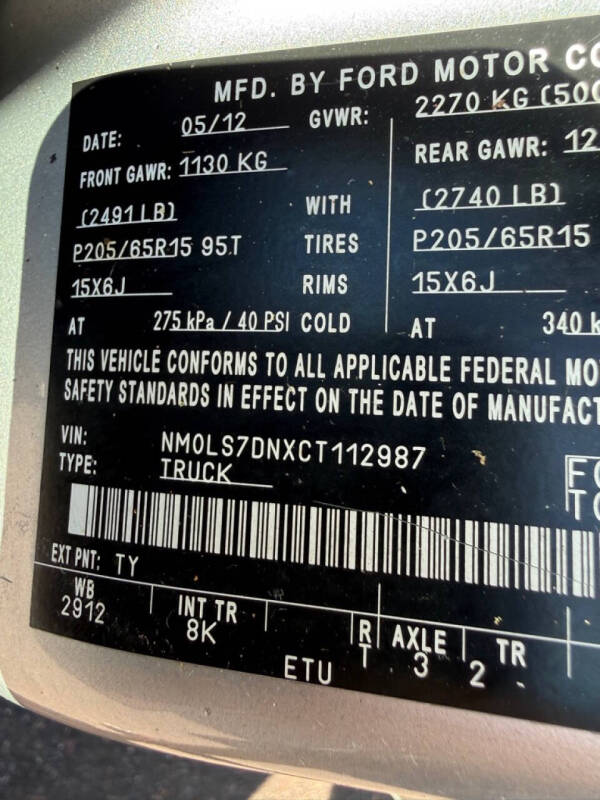 MFD. BY FORD MOTOR CO
DATE: 05/12 GVWR: 2270 KG (500
FRONT GAWR: 1130 KG REAR GAWR: 12
(2491 LB) WITH (2740 LB)
P205/65R15 95T TIRES P205/65R15
15X6J RIMS 15X6J
AT 275 kPa / 40 PSI COLD AT 340 k
THIS VEHICLE CONFORMS TO ALL APPLICABLE FEDERAL MO
SAFETY STANDARDS IN EFFECT ON THE DATE OF MANUFACT
VIN: NM0LS7DNXCT112987
TYPE: TRUCK
EXT PNT: TY
WB INT TR RT AXLE TR
2912 8K 3 2
ETU